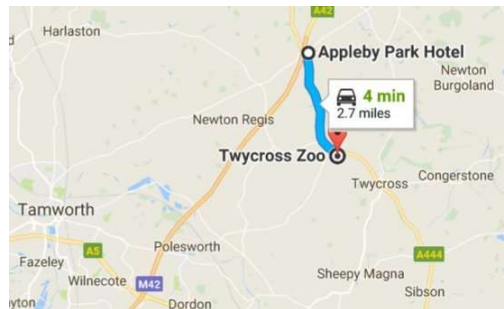 A42
Harlaston
Appleby Park Hotel
4 min
2.7 miles
Newton
Burgoland
Newton Regis
Twycross Zoo
Twycross
Congerstone
Tamworth
Polesworth
A5
A444
Fazeley
Wilnecote
M42
Sheepy Magna
Sibson
yton
Dordon